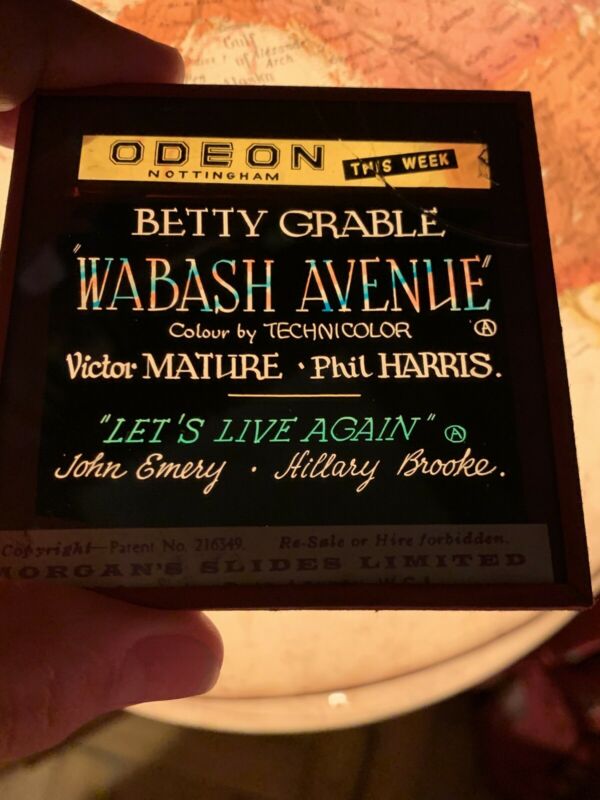 ODEON
NOTTINGHAM
THIS WEEK
BETTY GRABLE
"WABASH AVENUE"
Colour by TECHNICOLOR Ⓐ
Victor MATURE · Phil HARRIS.
"LET'S LIVE AGAIN" Ⓐ
John Emery · Hillary Brooke.
Copyright—Patent No. 216349. Re-Sale or Hire forbidden.
MORGAN'S SLIDES LIMITED